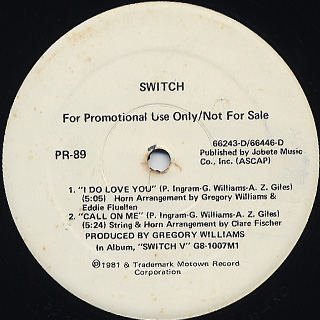 SWITCH
For Promotional Use Only/Not For Sale
66243-D/66446-D
PR-89
Published by Jobete Music
Co., Inc. (ASCAP)
1. "I DO LOVE YOU" (P. Ingram-G. Williams-A. Z. Giles)
(5:05) Horn Arrangement by Gregory Williams &
Eddie Fluellen
2. "CALL ON ME" (P. Ingram-G. Williams-A. Z. Giles)
(5:24) String & Horn Arrangement by Clare Fischer
PRODUCED BY GREGORY WILLIAMS
(n Album, "SWITCH V" G8-1007M1
℗1981 & Trademark Motown Record
Corporation